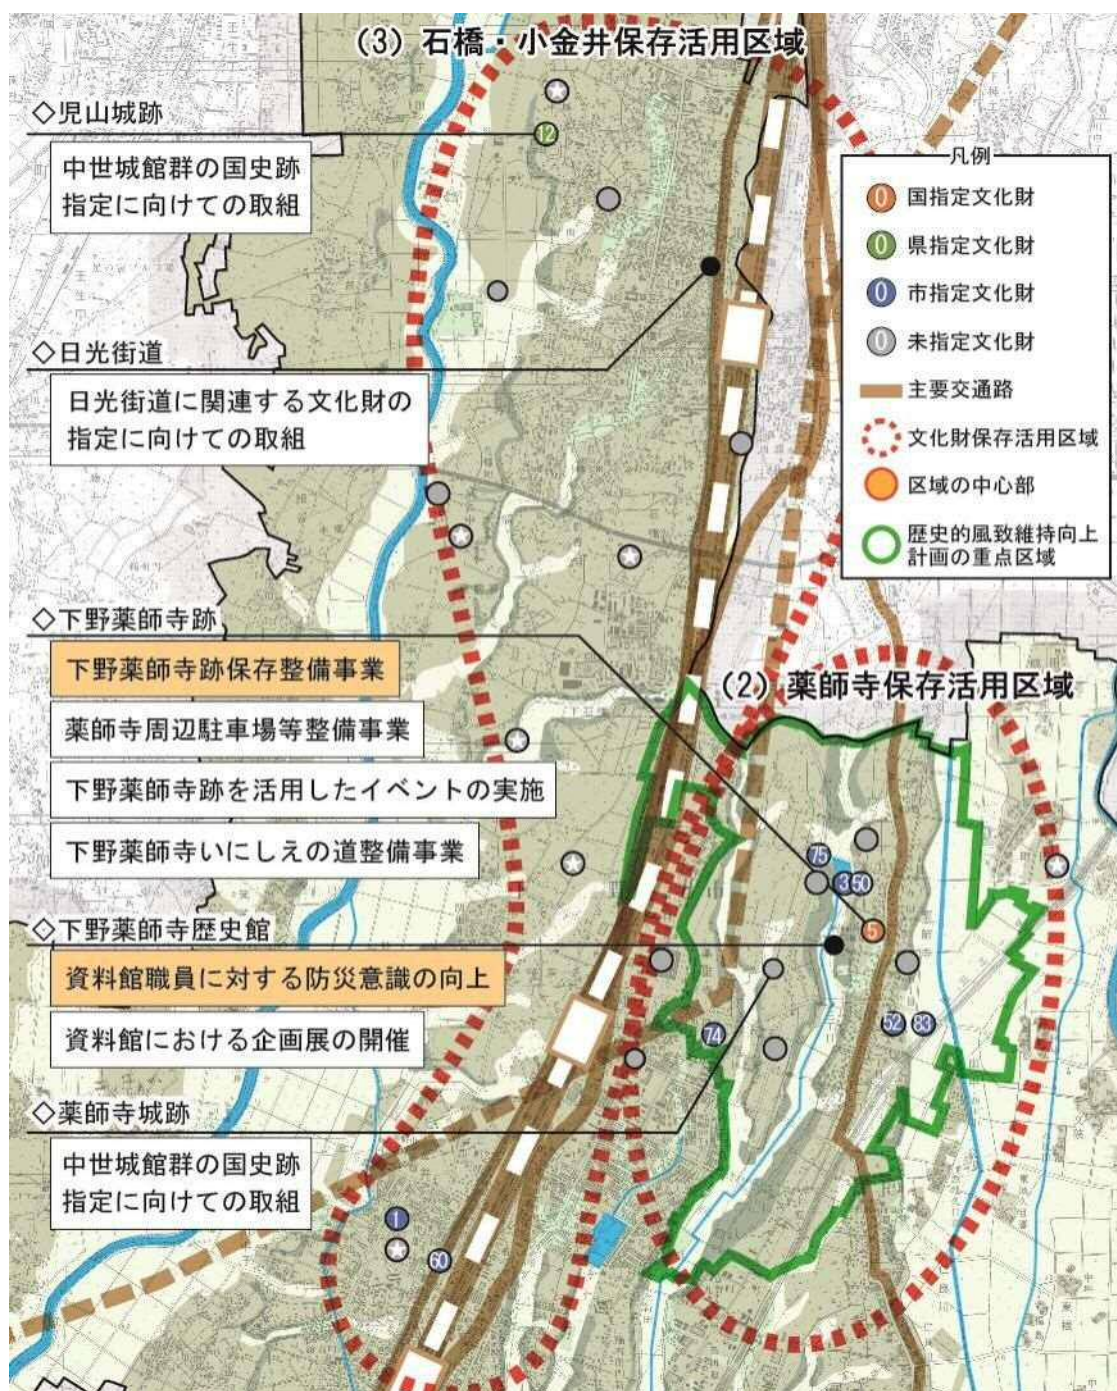 (3) 石橋・小金井保存活用区域
◇児山城跡
中世城館群の国史跡
指定に向けての取組
12
凡例
0 国指定文化財
0 県指定文化財
0 市指定文化財
0 未指定文化財
主要交通路
文化財保存活用区域
区域の中心部
歴史的風致維持向上
計画の重点区域
◇日光街道
日光街道に関連する文化財の
指定に向けての取組
◇下野薬師寺跡
下野薬師寺跡保存整備事業
薬師寺周辺駐車場等整備事業
下野薬師寺跡を活用したイベントの実施
下野薬師寺いにしえの道整備事業
(2) 薬師寺保存活用区域
75
3
50
5
52
83
74
◇下野薬師寺歴史館
資料館職員に対する防災意識の向上
資料館における企画展の開催
◇薬師寺城跡
中世城館群の国史跡
指定に向けての取組
1
60